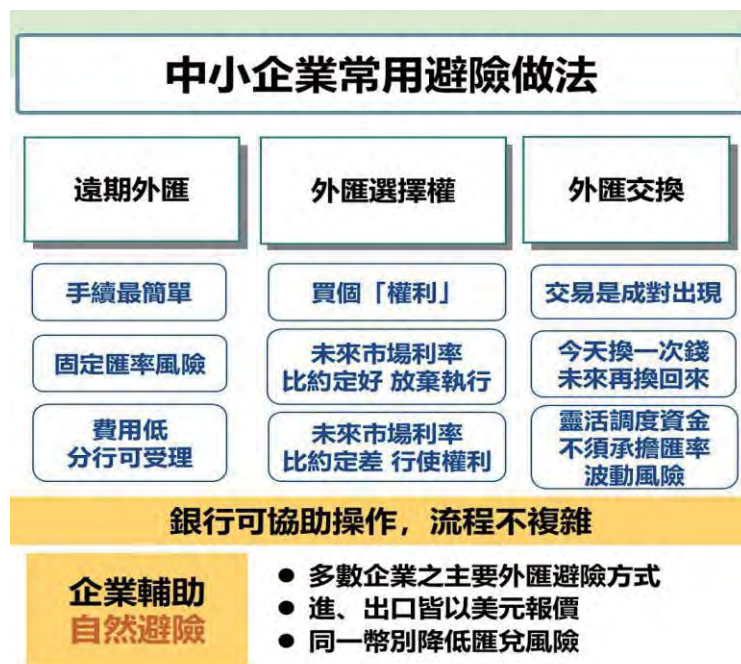 中小企業常用避險做法
遠期外匯
手續最簡單
固定匯率風險
費用低
分行可受理
外匯選擇權
買個「權利」
未來市場利率
比約定好 放棄執行
未來市場利率
比約定差 行使權利
外匯交換
交易是成對出現
今天換一次錢
未來再換回來
靈活調度資金
不須承擔匯率
波動風險
銀行可協助操作，流程不複雜
企業輔助
自然避險
● 多數企業之主要外匯避險方式
● 進、出口皆以美元報價
● 同一幣別降低匯兌風險